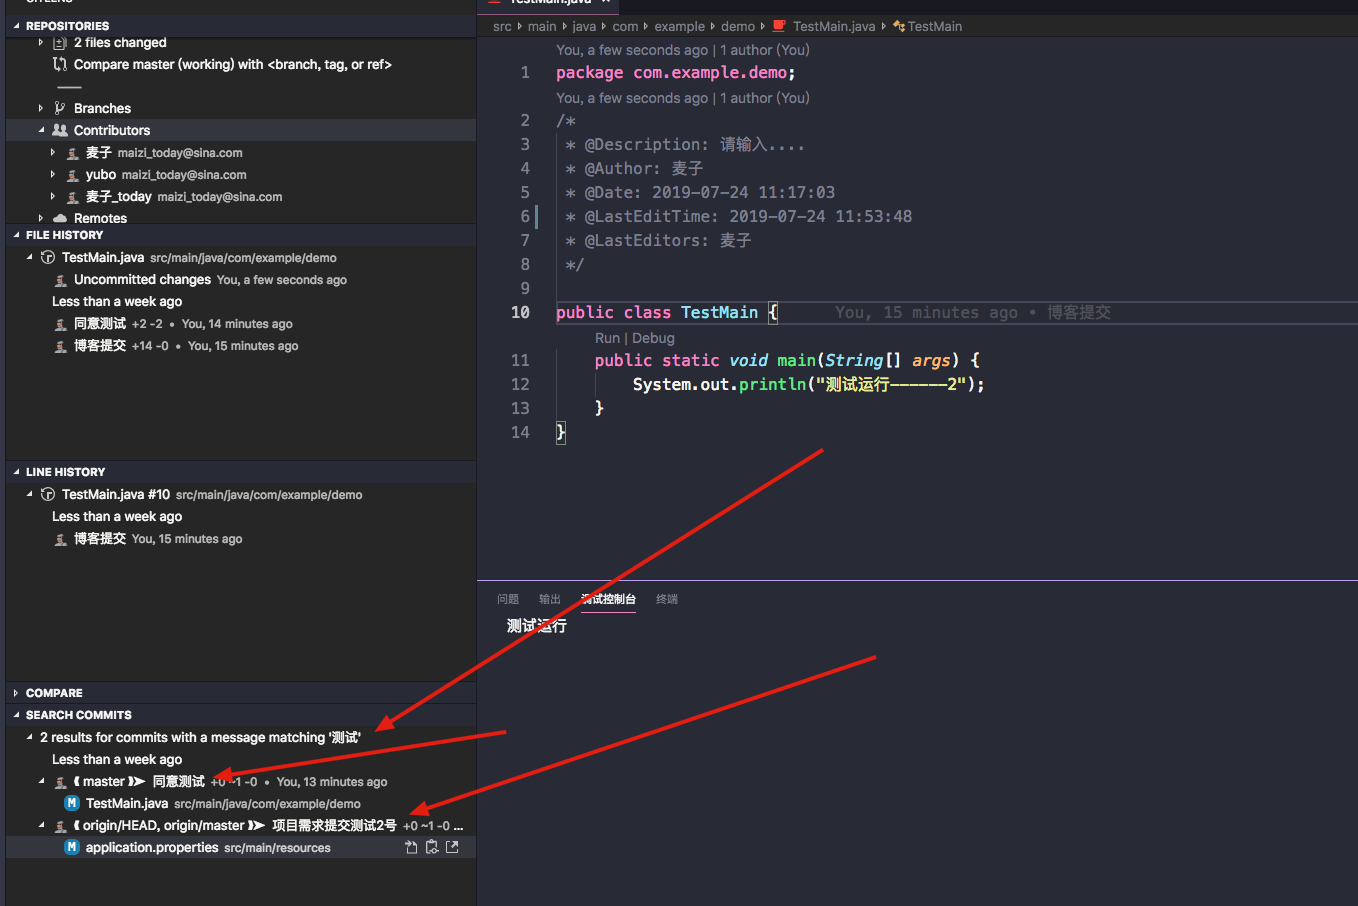 GITLENS
REPOSITORIES
2 files changed
Compare master (working) with <branch, tag, or ref>
Branches
Contributors
麦子 maizi_today@sina.com
yubo maizi_today@sina.com
麦子_today maizi_today@sina.com
Remotes
FILE HISTORY
TestMain.java src/main/java/com/example/demo
Uncommitted changes You, a few seconds ago
Less than a week ago
同意测试 +2 -2 • You, 14 minutes ago
博客提交 +14 -0 • You, 15 minutes ago
LINE HISTORY
TestMain.java #10 src/main/java/com/example/demo
Less than a week ago
博客提交 You, 15 minutes ago
COMPARE
SEARCH COMMITS
2 results for commits with a message matching '测试'
Less than a week ago
⟪ master ⟫➤ 同意测试 +0 ~1 -0 • You, 13 minutes ago
M TestMain.java src/main/java/com/example/demo
⟪ origin/HEAD, origin/master ⟫➤ 项目需求提交测试2号 +0 ~1 -0 ...
M application.properties src/main/resources
TestMain.java ×
src › main › java › com › example › demo › TestMain.java › TestMain
You, a few seconds ago | 1 author (You)
1 package com.example.demo;
You, a few seconds ago | 1 author (You)
2 /*
3 * @Description: 请输入....
4 * @Author: 麦子
5 * @Date: 2019-07-24 11:17:03
6 * @LastEditTime: 2019-07-24 11:53:48
7 * @LastEditors: 麦子
8 */
9
10 public class TestMain { You, 15 minutes ago • 博客提交
Run | Debug
11 public static void main(String[] args) {
12 System.out.println("测试运行------2");
13 }
14 }
问题 输出 调试控制台 终端
测试运行